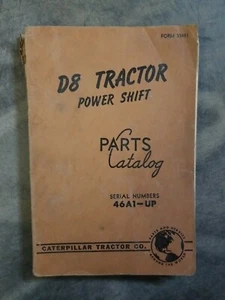 D8 TRACTOR
POWER SHIFT
PARTS
Catalog
SERIAL NUMBERS
46A1-UP
CATERPILLAR TRACTOR CO.